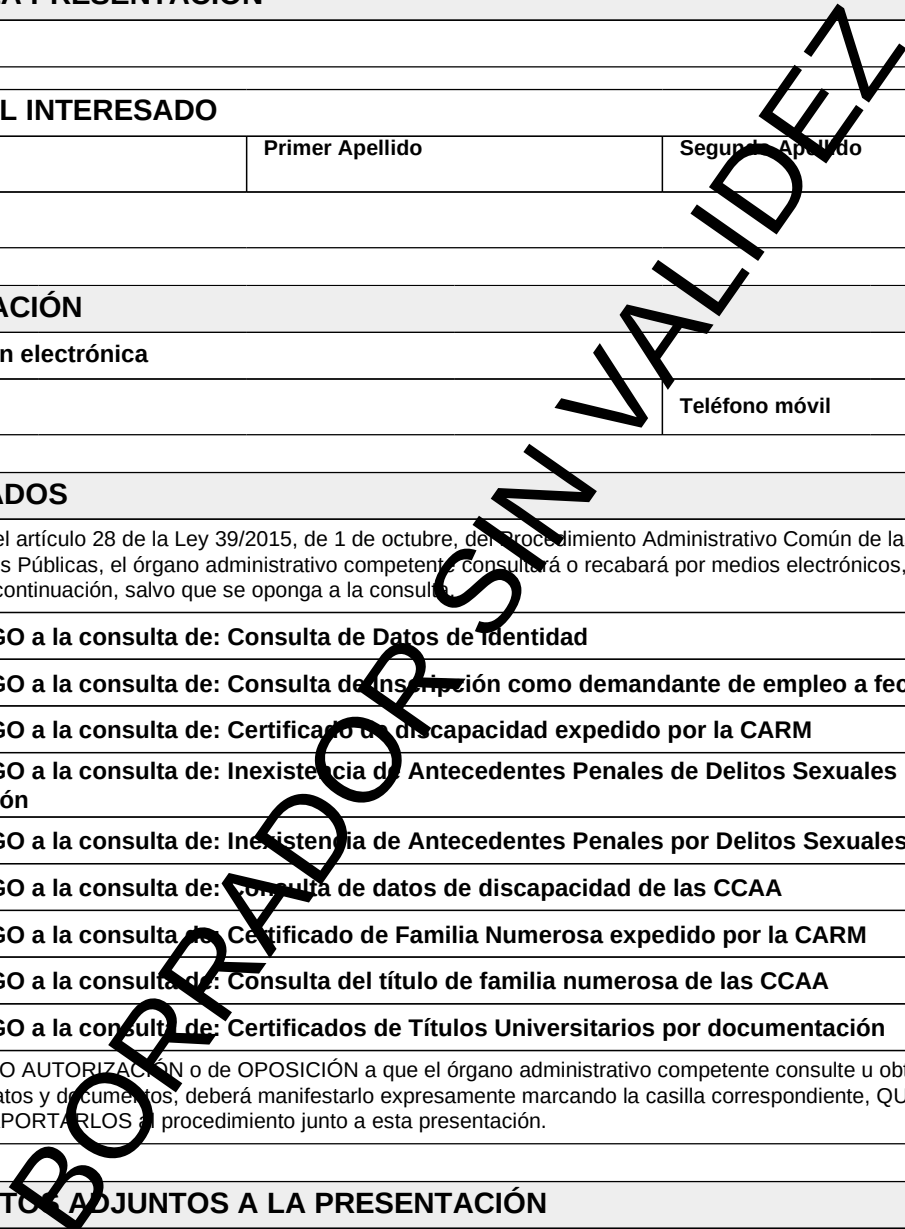 A PRESENTACIÓN
L INTERESADO
Primer Apellido
Segundo Apellido
ACIÓN
n electrónica
Teléfono móvil
ADOS
el artículo 28 de la Ley 39/2015, de 1 de octubre, del Procedimiento Administrativo Común de la
s Públicas, el órgano administrativo competente consultará o recabará por medios electrónicos,
continuación, salvo que se oponga a la consulta.
GO a la consulta de: Consulta de Datos de Identidad
GO a la consulta de: Consulta de Inscripción como demandante de empleo a fec
GO a la consulta de: Certificado de discapacidad expedido por la CARM
GO a la consulta de: Inexistencia de Antecedentes Penales de Delitos Sexuales
ón
GO a la consulta de: Inexistencia de Antecedentes Penales por Delitos Sexuales
GO a la consulta de: Consulta de datos de discapacidad de las CCAA
GO a la consulta de: Certificado de Familia Numerosa expedido por la CARM
GO a la consulta de: Consulta del título de familia numerosa de las CCAA
GO a la consulta de: Certificados de Títulos Universitarios por documentación
O AUTORIZACIÓN o de OPOSICIÓN a que el órgano administrativo competente consulte u obt
atos y documentos, deberá manifestarlo expresamente marcando la casilla correspondiente, QU
APORTARLOS al procedimiento junto a esta presentación.
TOS ADJUNTOS A LA PRESENTACIÓN
BORRADOR SIN VALIDEZ